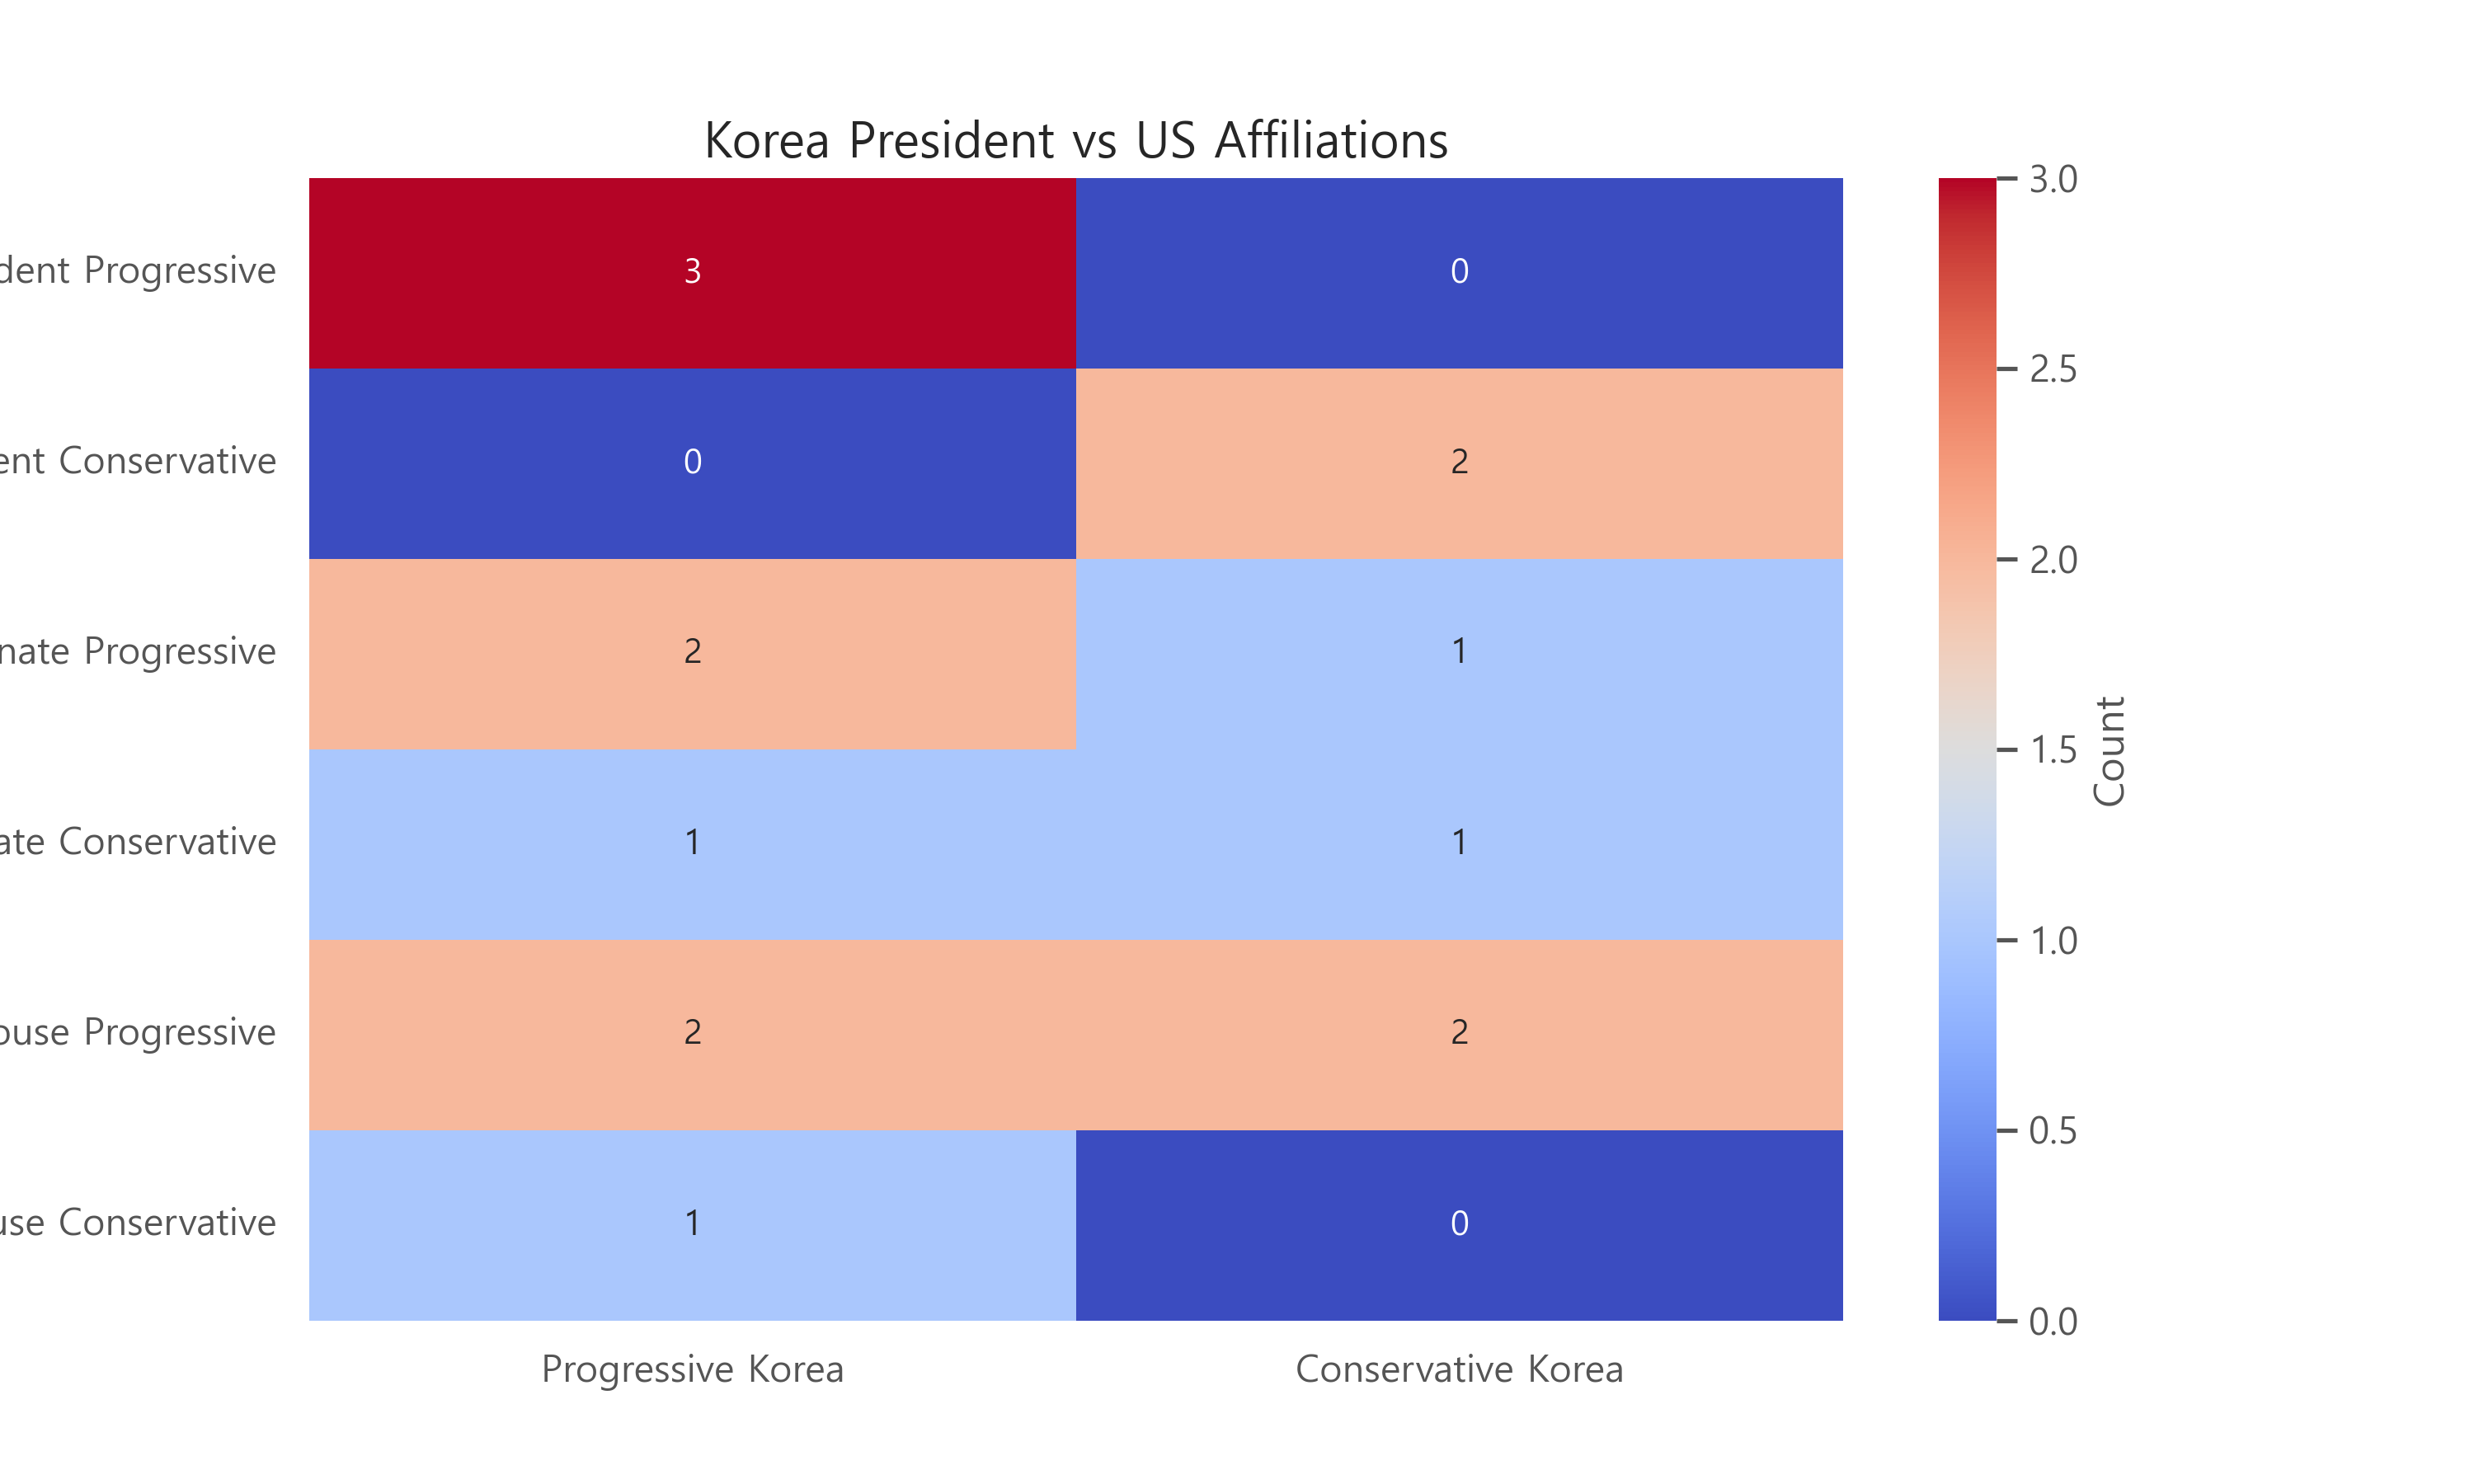 Korea President vs US Affiliations
dent Progressive
3
0
3.0
2.5
ent Conservative
0
2
2.0
nate Progressive
2
1
1.5
Count
ate Conservative
1
1
1.0
ouse Progressive
2
2
0.5
use Conservative
1
0
0.0
Progressive Korea
Conservative Korea